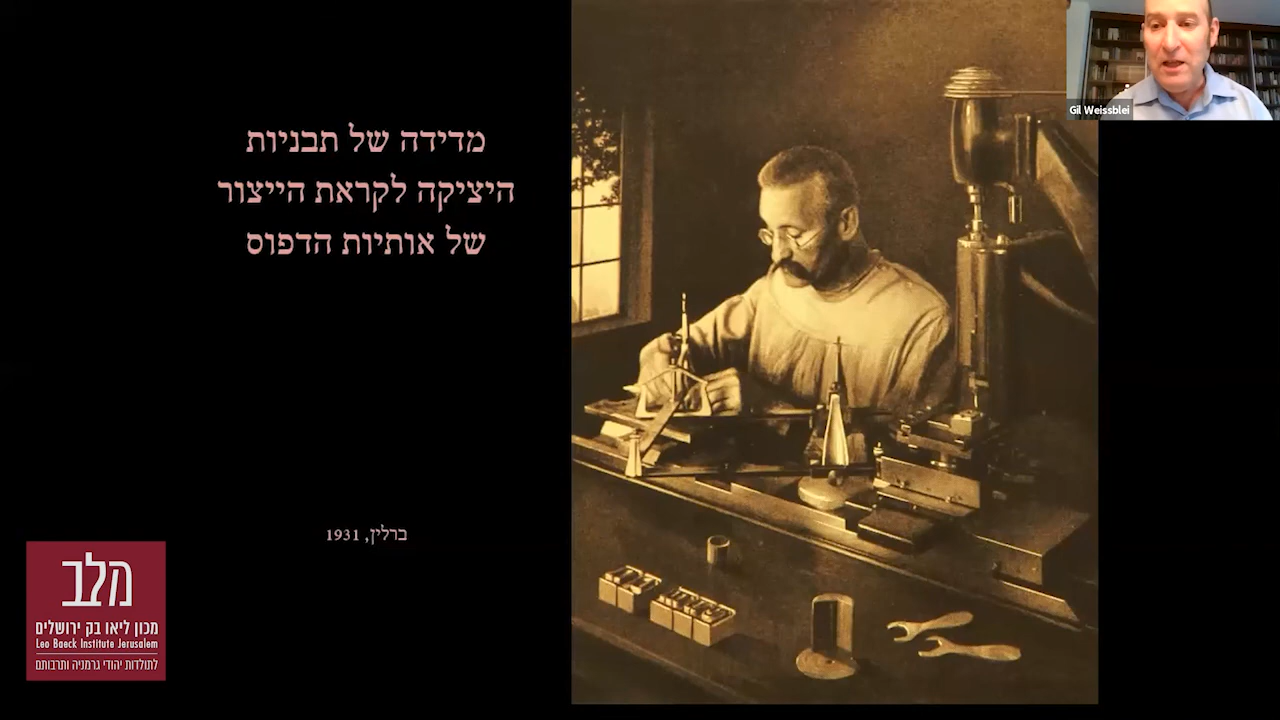 מדידה של תבניות
היציקה לקראת הייצור
של אותיות הדפוס
ברלין, 1931
מלב
מכון ליאו בק ירושלים
Leo Baeck Institute Jerusalem
לתולדות יהודי גרמניה ותרבותם
Gil Weissblei